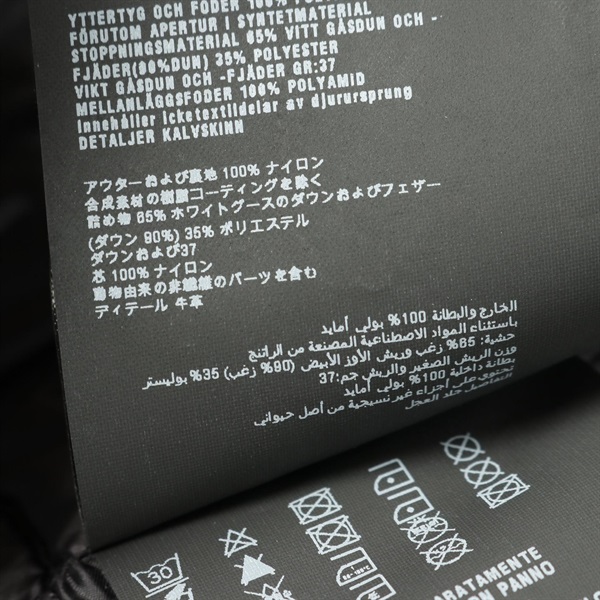 YTTERTYG OCH FODER 100%
FÖRUTOM APERTUR I SYNTETMATERIAL
STOPPNINGSMATERIAL 65% VITT GÅSDUN OCH
FJÄDER(90%DUN) 35% POLYESTER
VIKT GÅSDUN OCH -FJÄDER GR:37
MELLANLÄGGSFODER 100% POLYAMID
Innehåller icketextildelar av djurursprung
DETALJER KALVSKINN
アウターおよび裏地 100% ナイロン
合成素材の樹脂コーティングを除く
詰め物 65% ホワイトグースのダウンおよびフェザー
(ダウン 90%) 35% ポリエステル
ダウンおよび37
芯 100% ナイロン
動物由来の非繊維のパーツを含む
ディテール 牛革
الخارج والبطانة 100% بولي أمايد
باستثناء المواد الاصطناعية المصنعة من الراتنج
حشية: 65% زغب وريش الأوز الأبيض (90% زغب) 35% بوليستر
وزن الريش الصغير والريش جم:37
بطانة داخلية 100% بولي أمايد
تحتوي على أجزاء غير نسيجية من أصل حيواني
التفاصيل جلد العجل
30
ARATAMENTE
PANNO